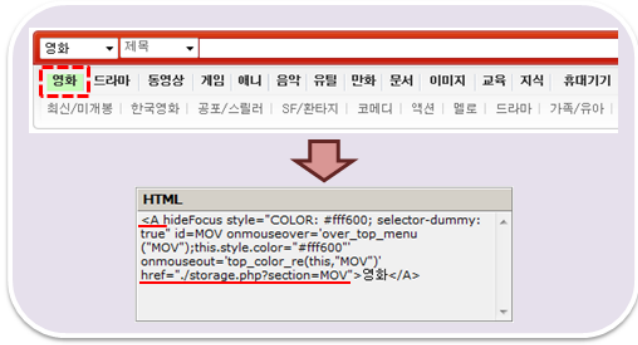 영화 제목
영화 드라마 동영상 게임 애니 음악 유틸 만화 문서 이미지 교육 지식 휴대기기
최신/미개봉 | 한국영화 | 공포/스릴러 | SF/환타지 | 코메디 | 액션 | 멜로 | 드라마 | 가족/유아 |
HTML
<A hideFocus style="COLOR: #fff600; selector-dummy:
true" id=MOV onmouseover='over_top_menu
("MOV");this.style.color="#fff600"'
onmouseout='top_color_re(this,"MOV")'
href="./storage.php?section=MOV">영화</A>